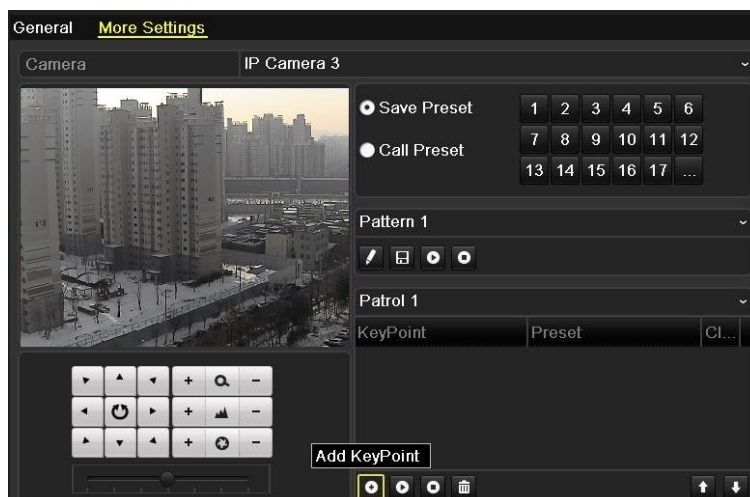 General More Settings
Camera IP Camera 3
Save Preset
Call Preset
1 2 3 4 5 6
7 8 9 10 11 12
13 14 15 16 17 ...
Pattern 1
Patrol 1
KeyPoint Preset Cl...
Add KeyPoint